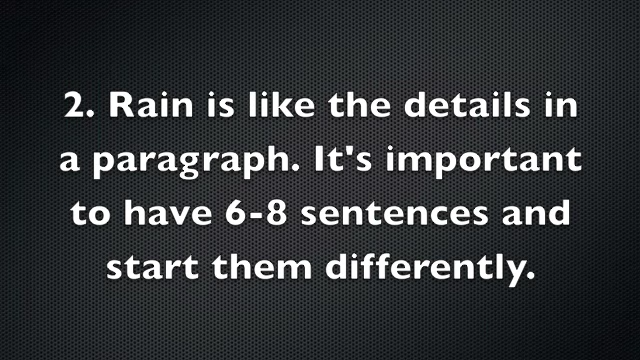 2. Rain is like the details in
a paragraph. It's important
to have 6-8 sentences and
start them differently.